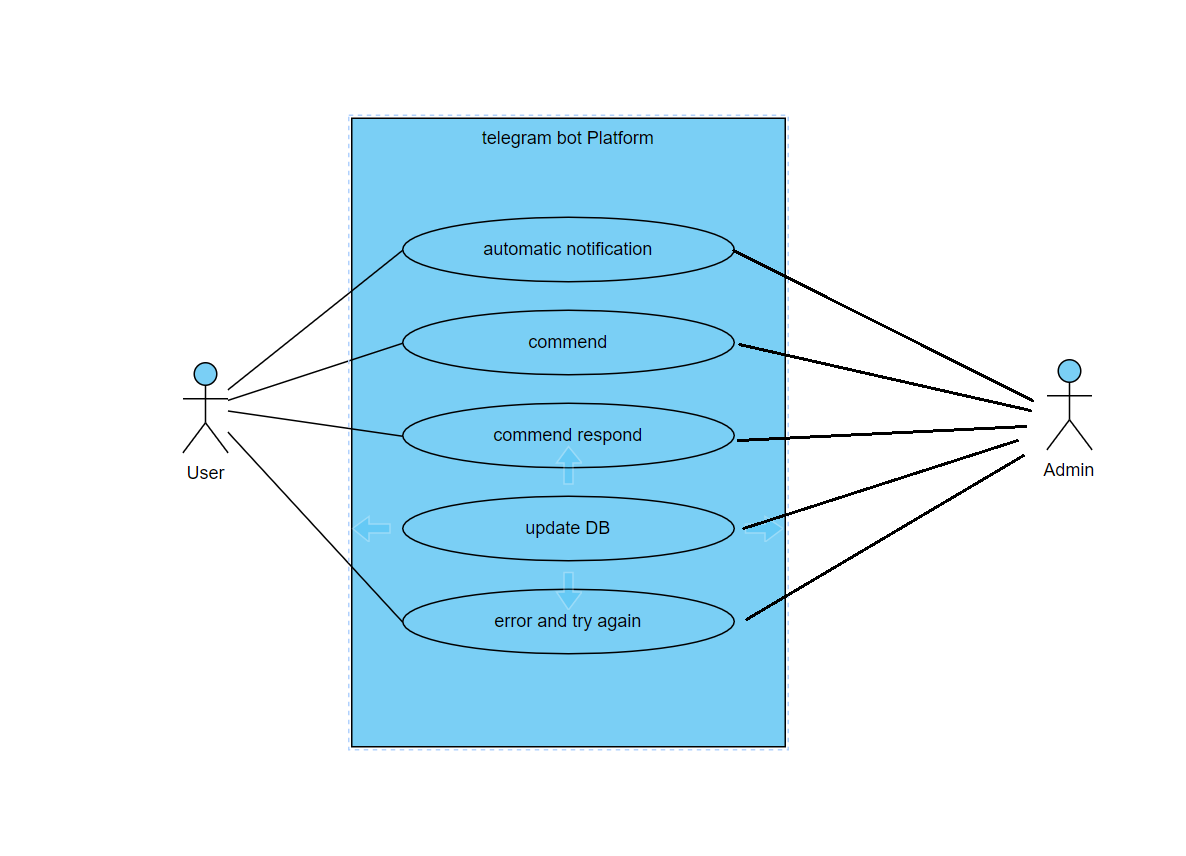 telegram bot Platform
automatic notification
commend
commend respond
User
Admin
update DB
error and try again